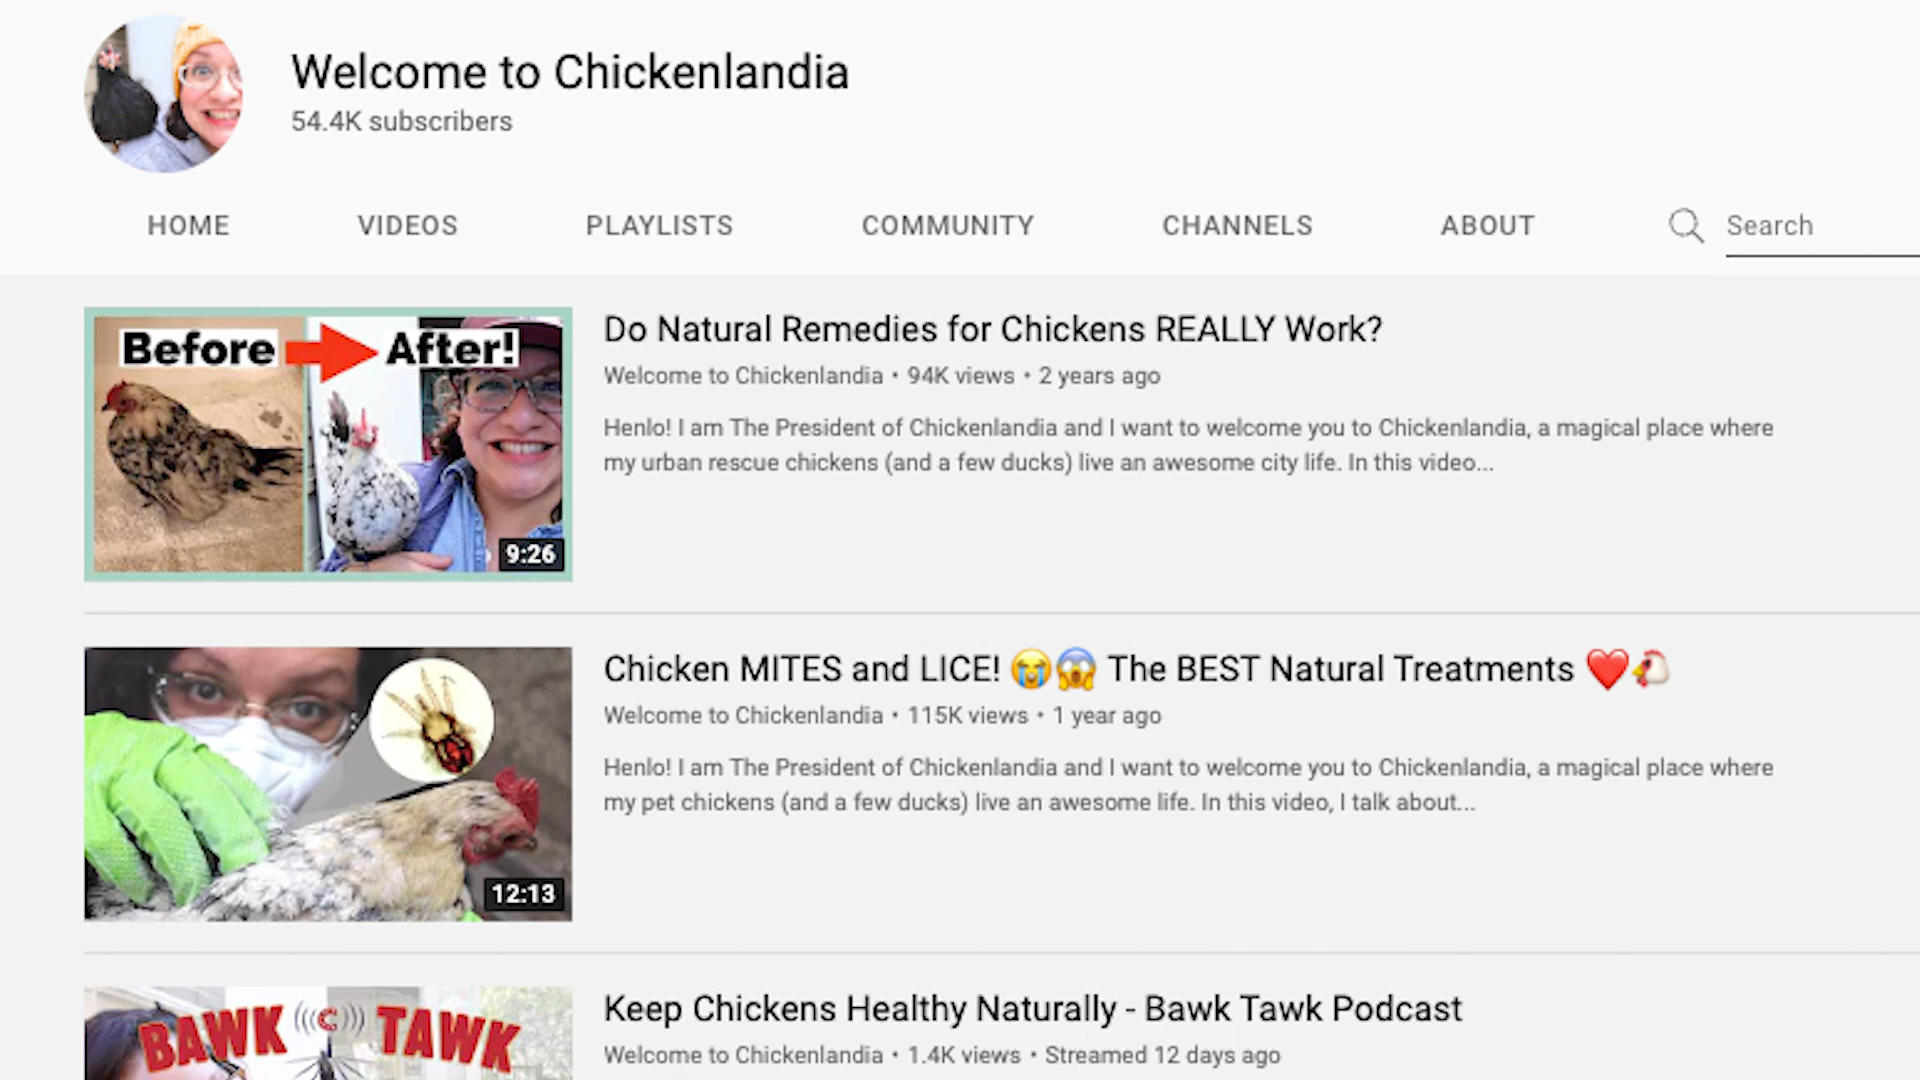 Welcome to Chickenlandia
54.4K subscribers
HOME VIDEOS PLAYLISTS COMMUNITY CHANNELS ABOUT Search
Before After!
9:26
Do Natural Remedies for Chickens REALLY Work?
Welcome to Chickenlandia • 94K views • 2 years ago
Henlo! I am The President of Chickenlandia and I want to welcome you to Chickenlandia, a magical place where
my urban rescue chickens (and a few ducks) live an awesome city life. In this video...
12:13
Chicken MITES and LICE! 😭😱 The BEST Natural Treatments ❤️🐔
Welcome to Chickenlandia • 115K views • 1 year ago
Henlo! I am The President of Chickenlandia and I want to welcome you to Chickenlandia, a magical place where
my pet chickens (and a few ducks) live an awesome life. In this video, I talk about...
BAWK C TAWK
Keep Chickens Healthy Naturally - Bawk Tawk Podcast
Welcome to Chickenlandia • 1.4K views • Streamed 12 days ago